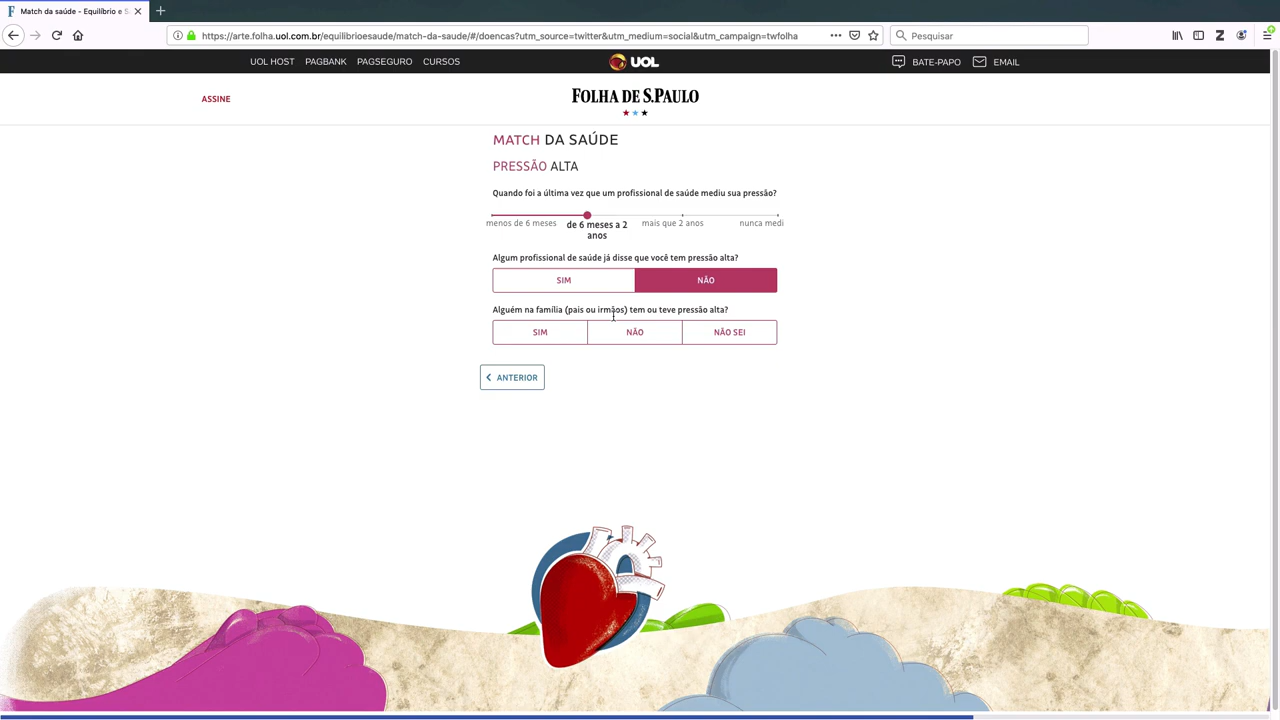 Match da saúde - Equilíbrio e S
https://arte.folha.uol.com.br/equilibrioesaude/match-da-saude/#/doencas?utm_source=twitter&utm_medium=social&utm_campaign=twfolha
Pesquisar
UOL HOST PAGBANK PAGSEGURO CURSOS UOL BATE-PAPO EMAIL
ASSINE FOLHA DE S.PAULO
MATCH DA SAÚDE
PRESSÃO ALTA
Quando foi a última vez que um profissional de saúde mediu sua pressão?
menos de 6 meses de 6 meses a 2 anos mais que 2 anos nunca medi
Algum profissional de saúde já disse que você tem pressão alta?
SIM NÃO
Alguém na família (pais ou irmãos) tem ou teve pressão alta?
SIM NÃO NÃO SEI
ANTERIOR